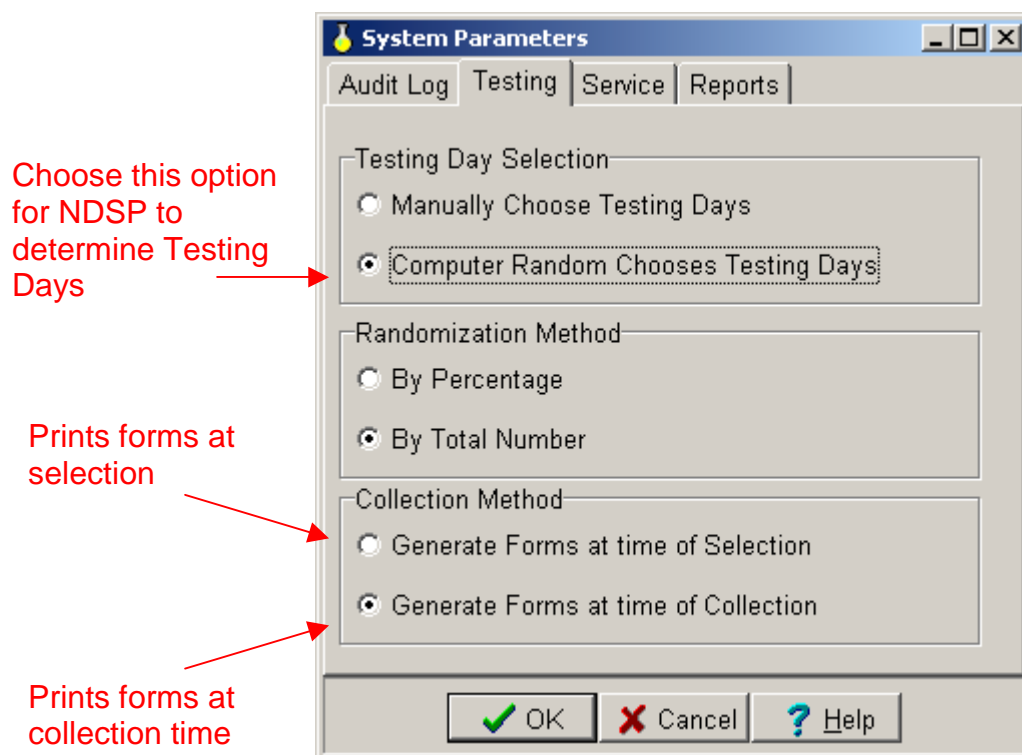 System Parameters
Audit Log Testing Service Reports
Choose this option
for NDSP to
determine Testing
Days
Testing Day Selection
Manually Choose Testing Days
Computer Random Chooses Testing Days
Randomization Method
By Percentage
By Total Number
Prints forms at
selection
Collection Method
Generate Forms at time of Selection
Generate Forms at time of Collection
Prints forms at
collection time
OK Cancel Help